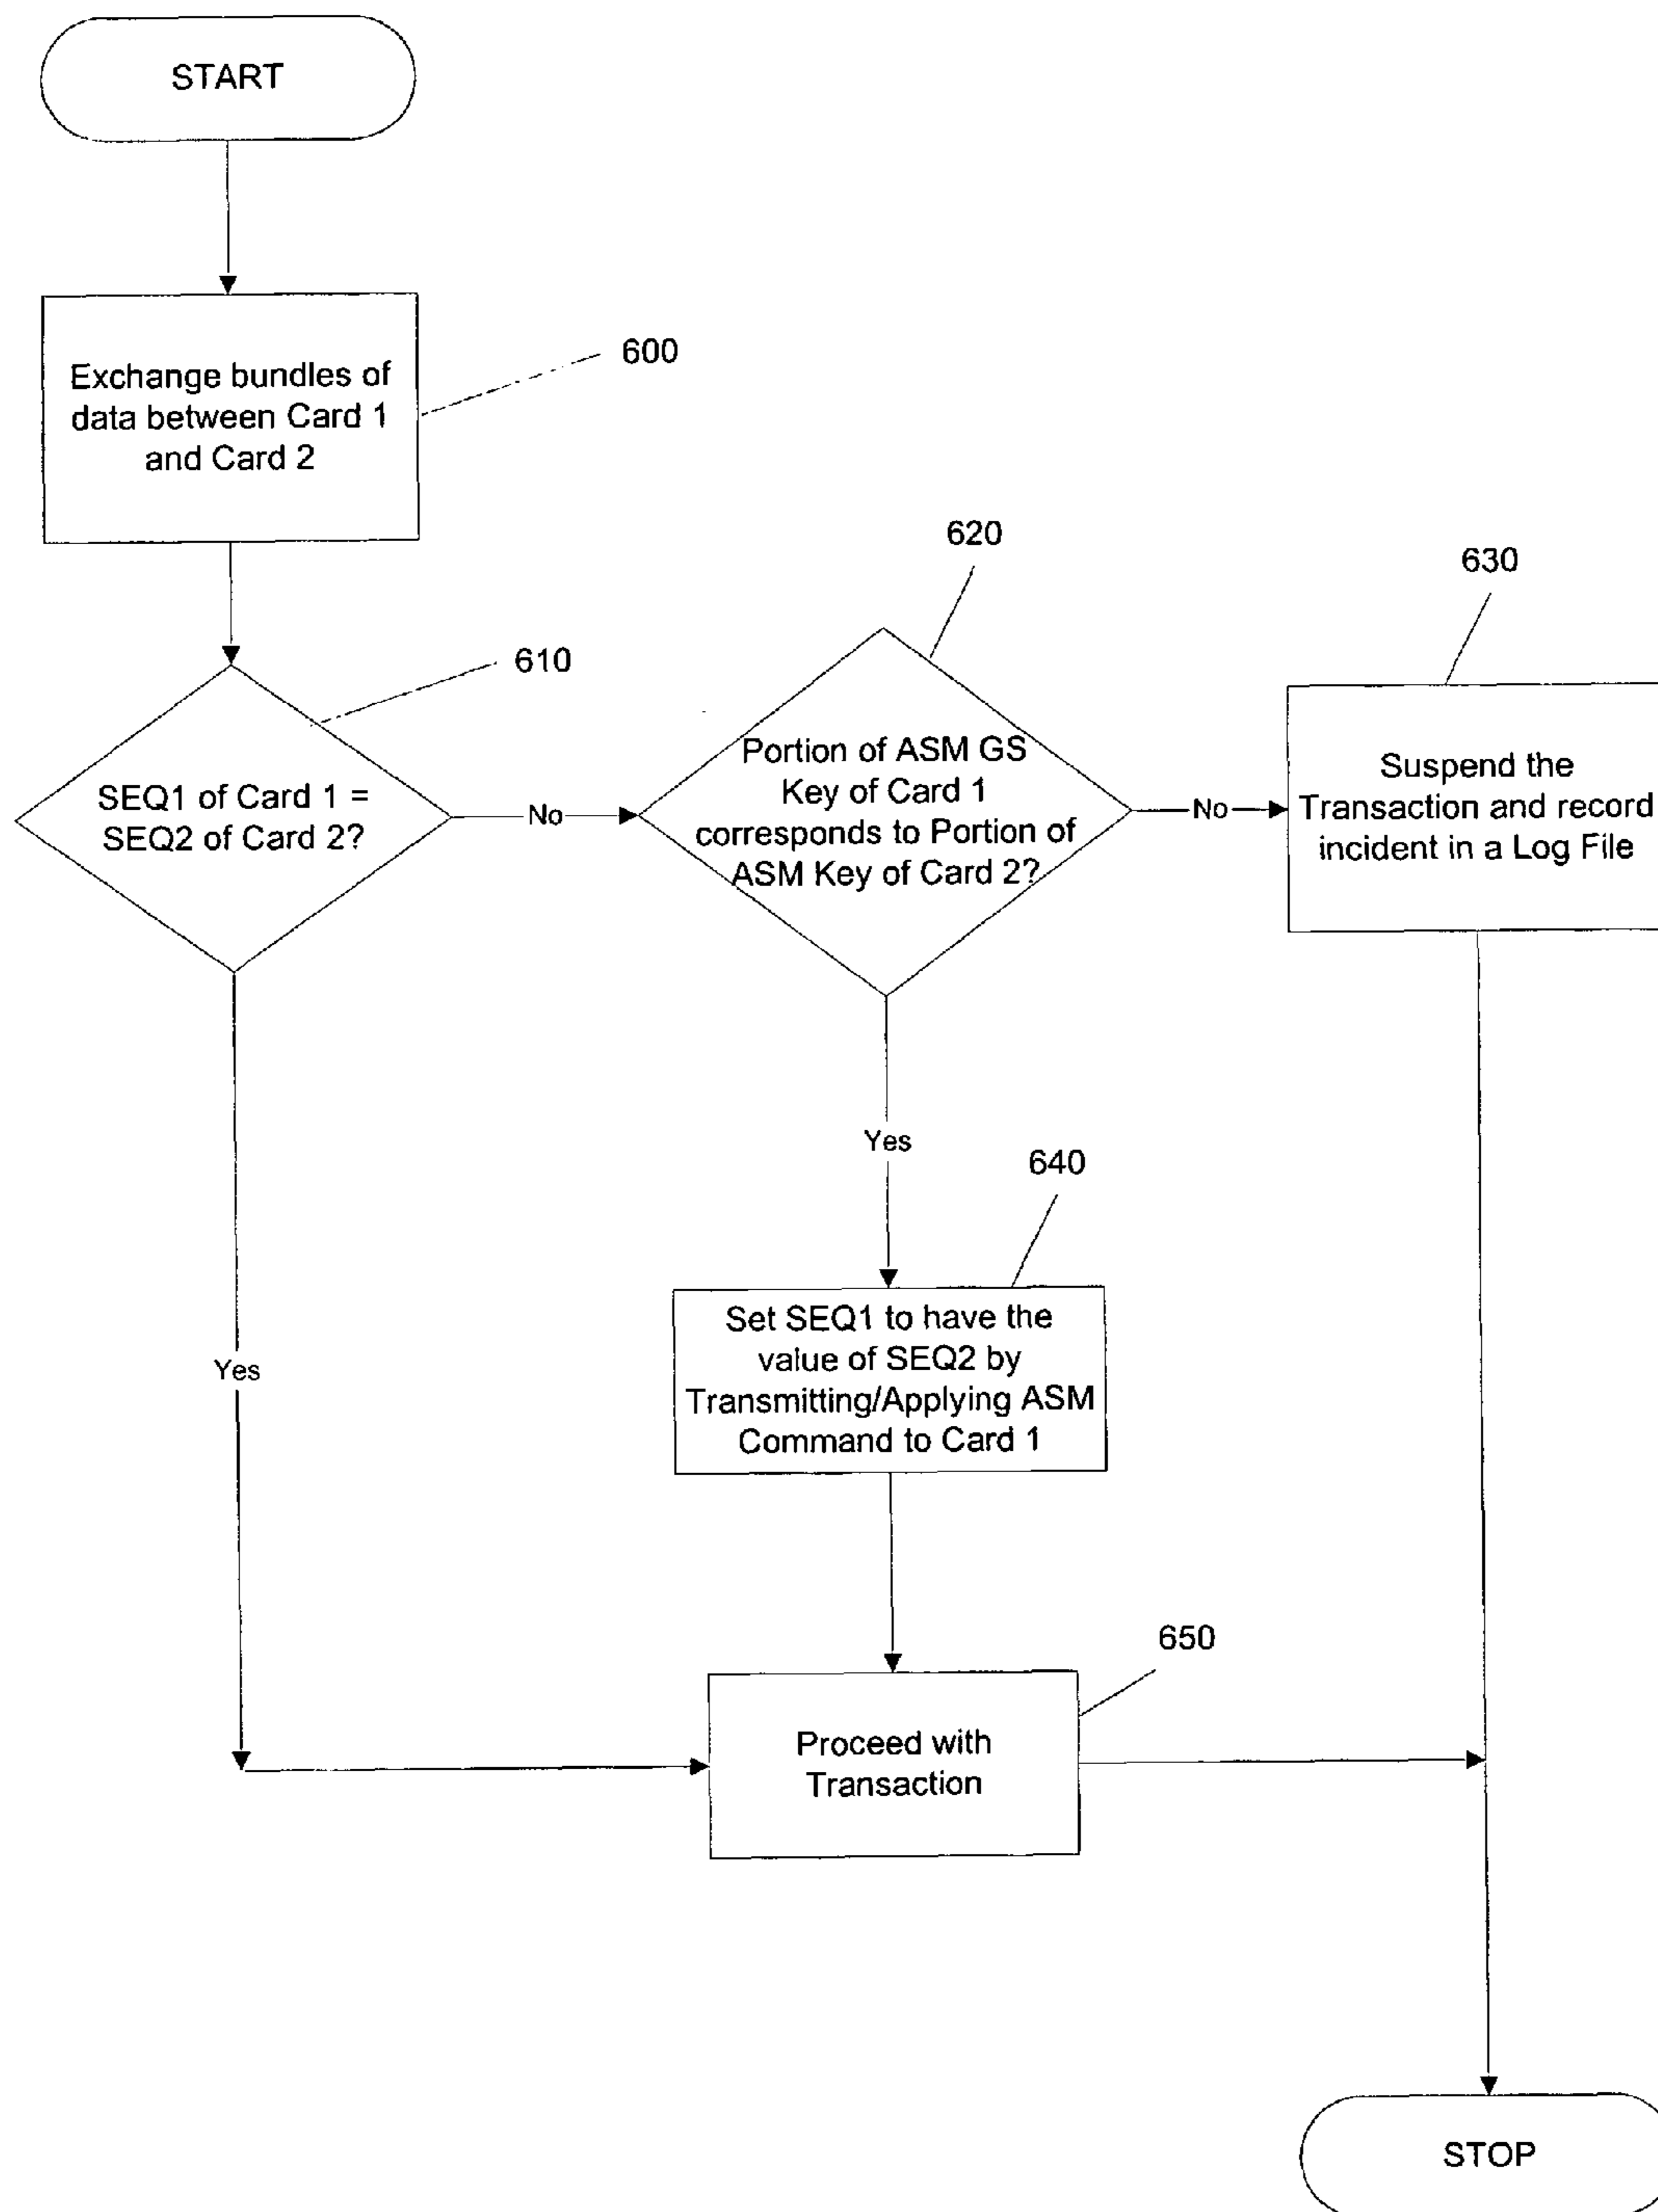 START
Exchange bundles of
data between Card 1
and Card 2
600
610
SEQ1 of Card 1 =
SEQ2 of Card 2?
No
620
Portion of ASM GS
Key of Card 1
corresponds to Portion of
ASM Key of Card 2?
No
630
Suspend the
Transaction and record
incident in a Log File
Yes
Yes
640
Set SEQ1 to have the
value of SEQ2 by
Transmitting/Applying ASM
Command to Card 1
650
Proceed with
Transaction
STOP